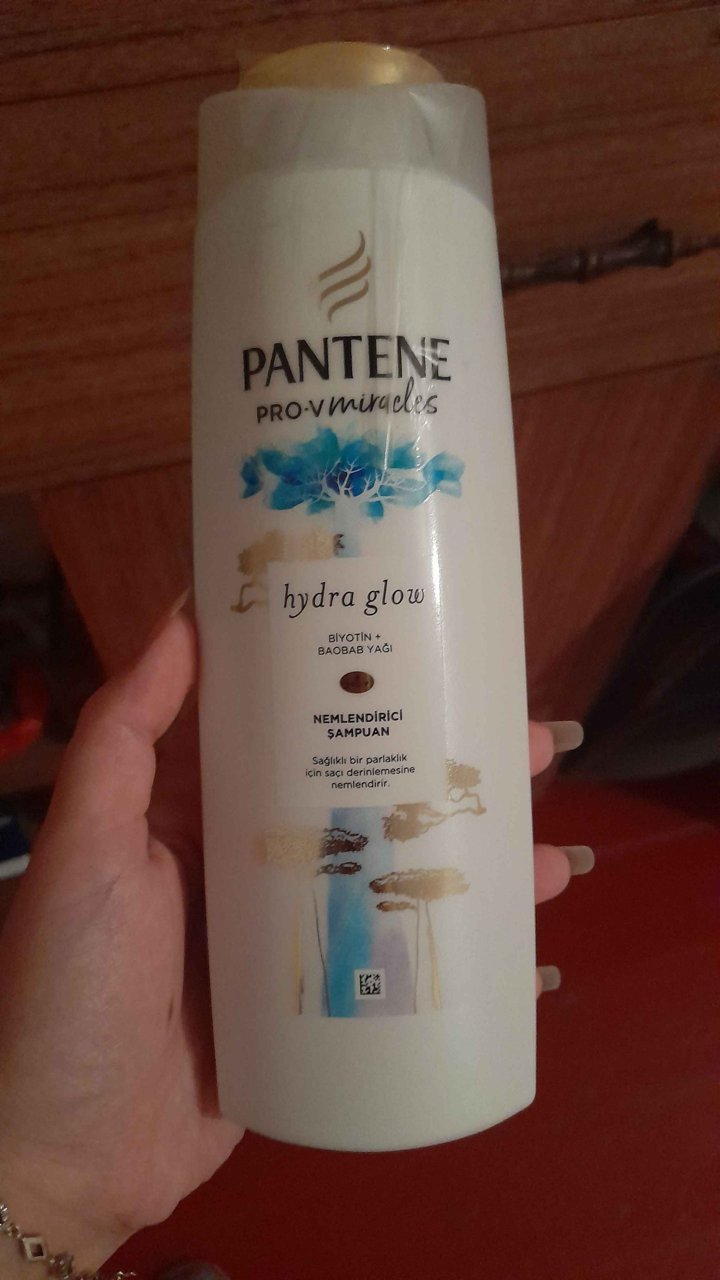 PANTENE
PRO-V miracles
hydra glow
BİYOTİN +
BAOBAB YAĞI
NEMLENDİRİCİ
ŞAMPUAN
Sağlıklı bir parlaklık
için saçı derinlemesine
nemlendirir.